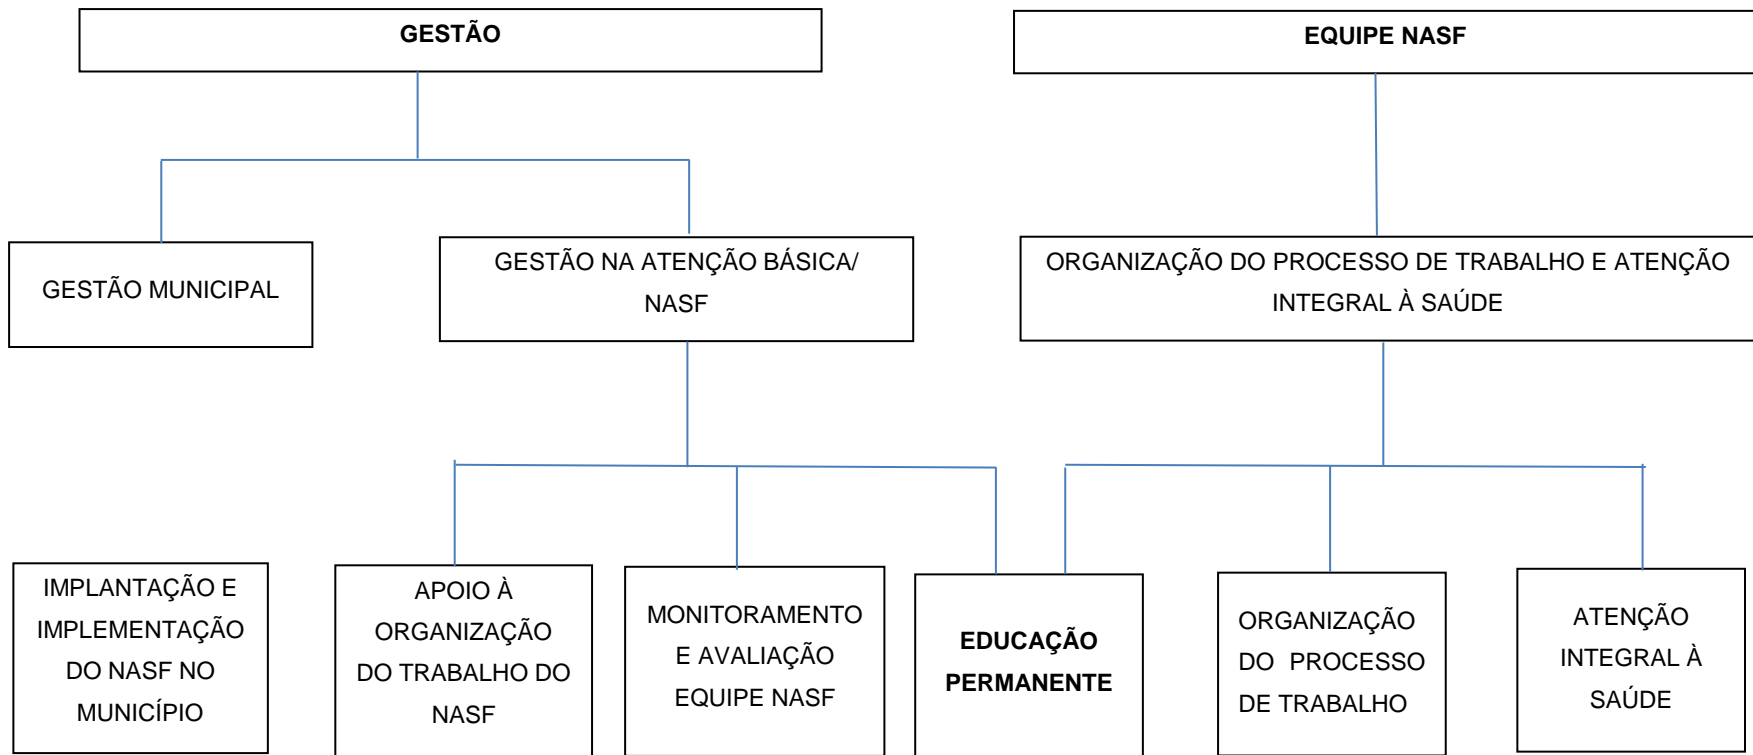 GESTÃO
EQUIPE NASF
GESTÃO MUNICIPAL
GESTÃO NA ATENÇÃO BÁSICA/
NASF
ORGANIZAÇÃO DO PROCESSO DE TRABALHO E ATENÇÃO
INTEGRAL À SAÚDE
IMPLANTAÇÃO E
IMPLEMENTAÇÃO
DO NASF NO
MUNICÍPIO
APOIO À
ORGANIZAÇÃO
DO TRABALHO DO
NASF
MONITORAMENTO
E AVALIAÇÃO
EQUIPE NASF
EDUCAÇÃO
PERMANENTE
ORGANIZAÇÃO
DO PROCESSO
DE TRABALHO
ATENÇÃO
INTEGRAL À
SAÚDE